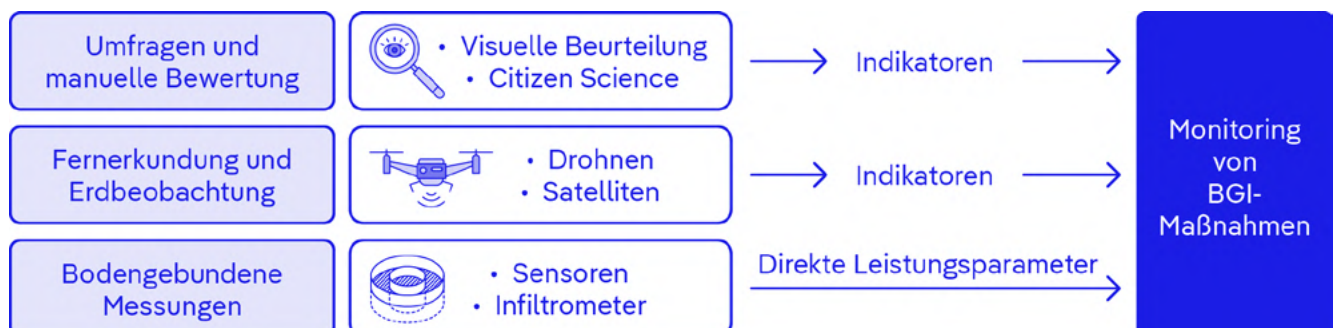 Umfragen und
manuelle Bewertung
• Visuelle Beurteilung
• Citizen Science
Indikatoren
Fernerkundung und
Erdbeobachtung
• Drohnen
• Satelliten
Indikatoren
Bodengebundene
Messungen
• Sensoren
• Infiltrometer
Direkte Leistungsparameter
Monitoring
von
BGI-
Maßnahmen